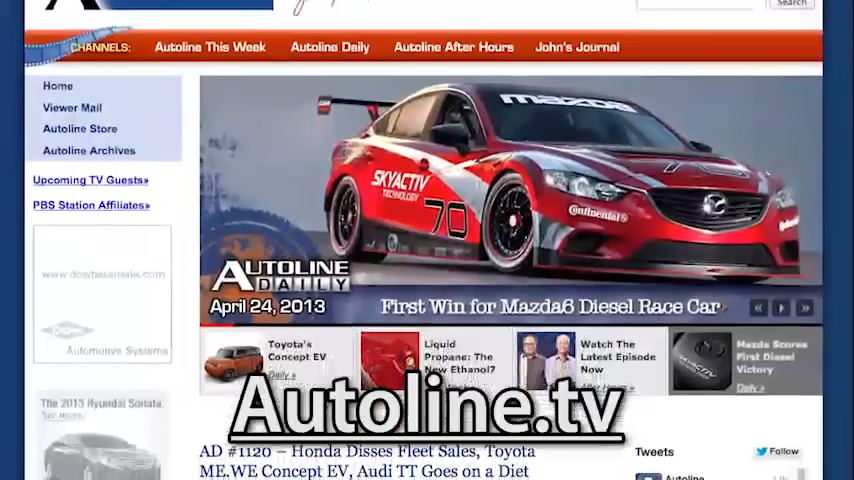 Search
CHANNELS: Autoline This Week Autoline Daily Autoline After Hours John's Journal
Home
Viewer Mail
Autoline Store
Autoline Archives
Upcoming TV Guests»
PBS Station Affiliates»
mazda
SKYACTIV
TECHNOLOGY
70
Continental
AUTOLINE
DAILY
April 24, 2013
First Win for Mazda6 Diesel Race Car
Toyota's
Concept EV
Daily »
Liquid
Propane: The
New Ethanol?
Watch The
Latest Episode
Now
After Hours »
Mazda Scores
First Diesel
Victory
Daily »
Automotive Systems
The 2013 Hyundai Sonata.
See more.
Autoline.tv
AD #1120 – Honda Disses Fleet Sales, Toyota
ME.WE Concept EV, Audi TT Goes on a Diet
Tweets
Follow
Autoline